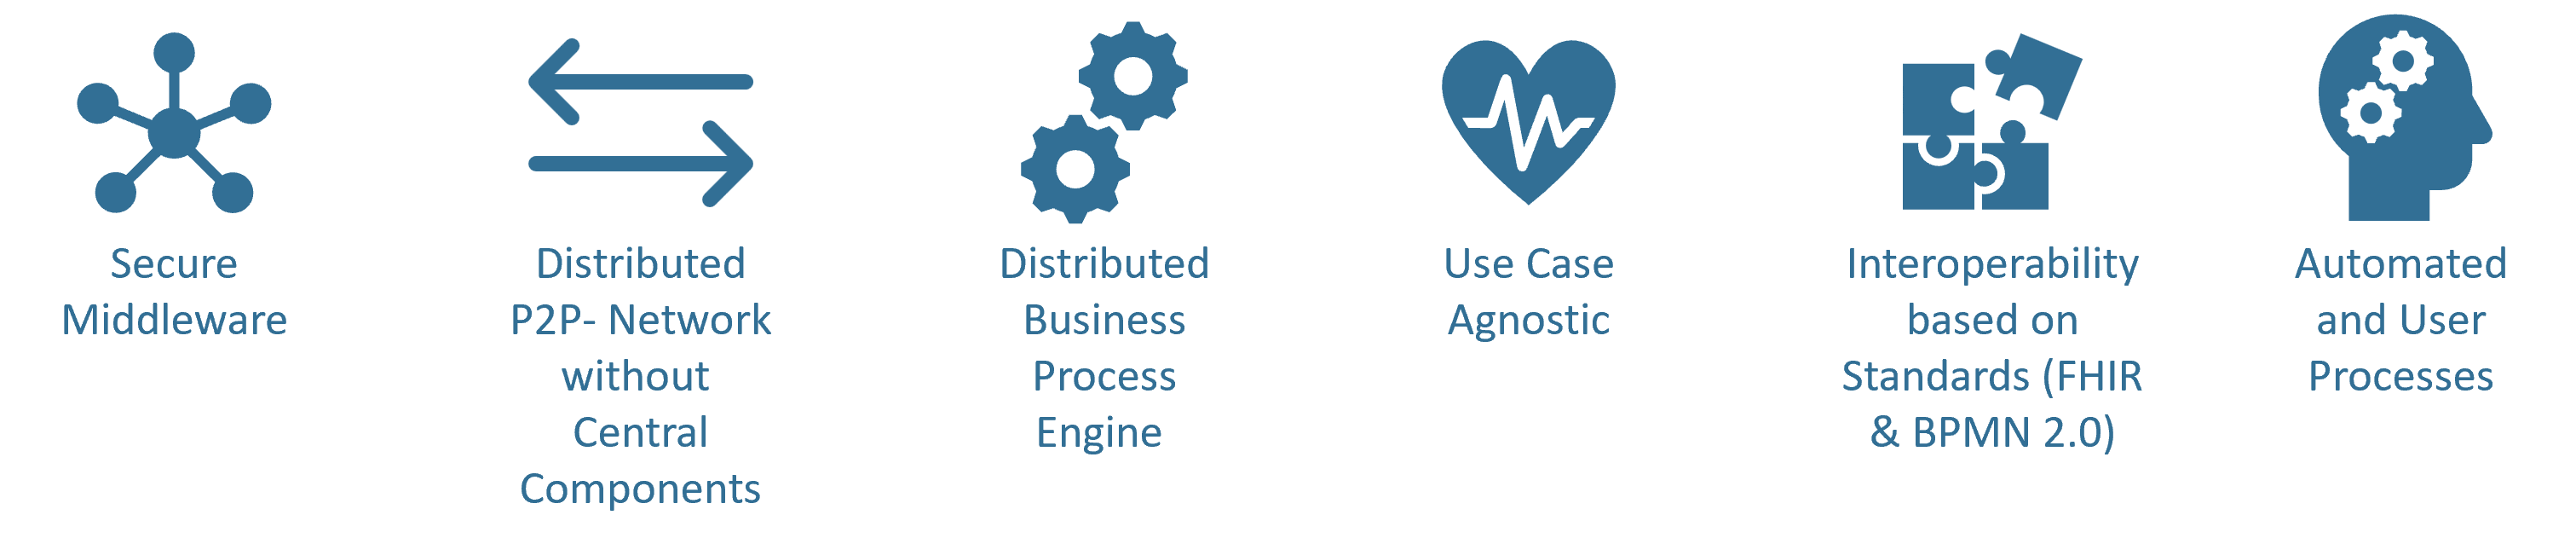 Secure
Middleware
Distributed
P2P- Network
without
Central
Components
Distributed
Business
Process
Engine
Use Case
Agnostic
Interoperability
based on
Standards (FHIR
& BPMN 2.0)
Automated
and User
Processes